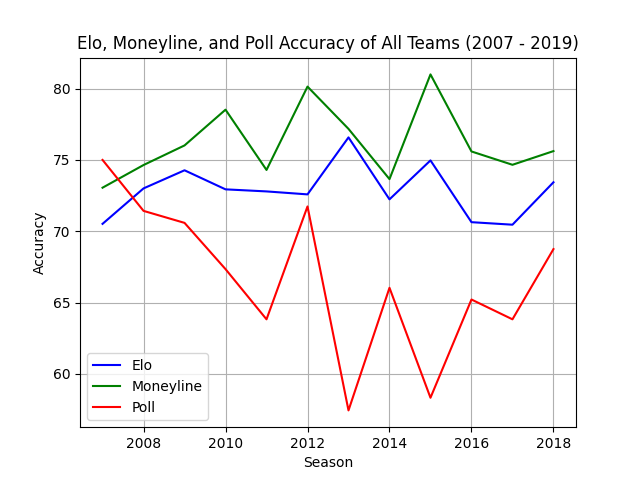 Elo, Moneyline, and Poll Accuracy of All Teams (2007 - 2019)
80
75
70
65
60
Accuracy
Elo
Moneyline
Poll
2008 2010 2012 2014 2016 2018
Season